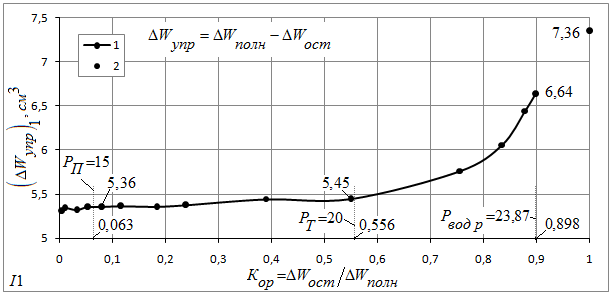 7,5
7
6,5
6
5,5
5
(ΔWупр)1, см³
1
2
ΔWупр = ΔWполн − ΔWост
7,36
6,64
PП=15
5,36
0,063
5,45
PТ=20
0,556
Pвод р=23,87
0,898
0 0,1 0,2 0,3 0,4 0,5 0,6 0,7 0,8 0,9 1
Kор=ΔWост/ΔWполн
I1